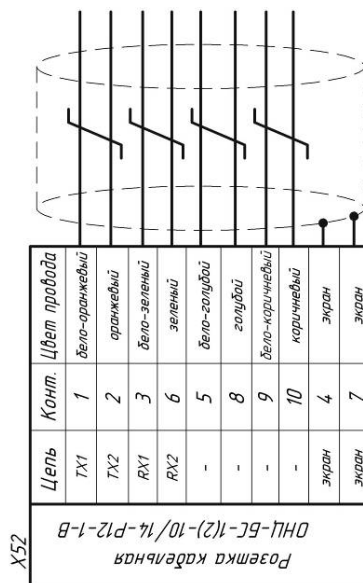 X52
Розетка кабельная
ОНЦ-БС-1(2)-10/14-Р12-1-В
Цепь Конт. Цвет провода
TX1 1 бело-оранжевый
TX2 2 оранжевый
RX1 3 бело-зеленый
RX2 6 зеленый
- 5 бело-голубой
- 8 голубой
- 9 бело-коричневый
- 10 коричневый
экран 4 экран
экран 7 экран